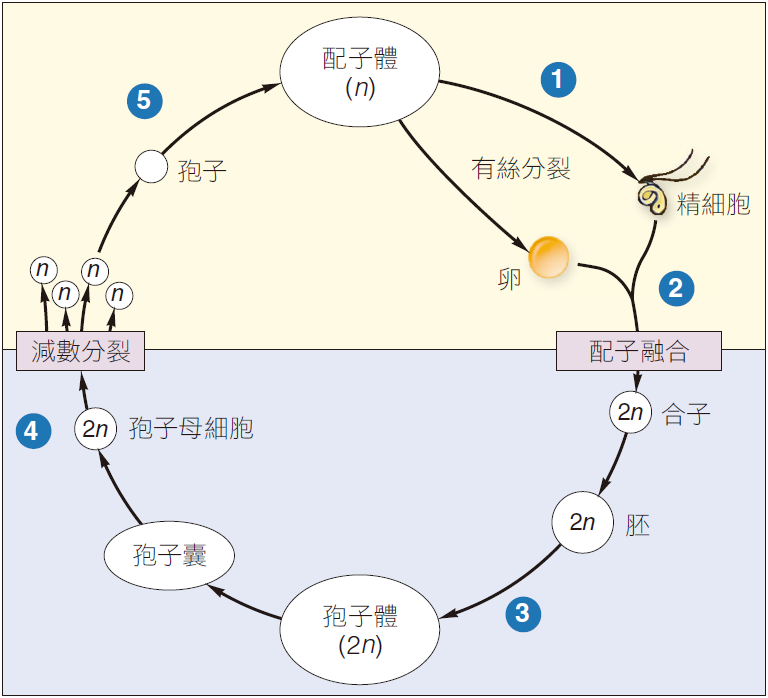 配子體
(n)
1
5
有絲分裂
孢子
精細胞
n
n
n
n
卵
2
減數分裂
配子融合
2n
合子
4
2n
孢子母細胞
2n
胚
孢子囊
3
孢子體
(2n)